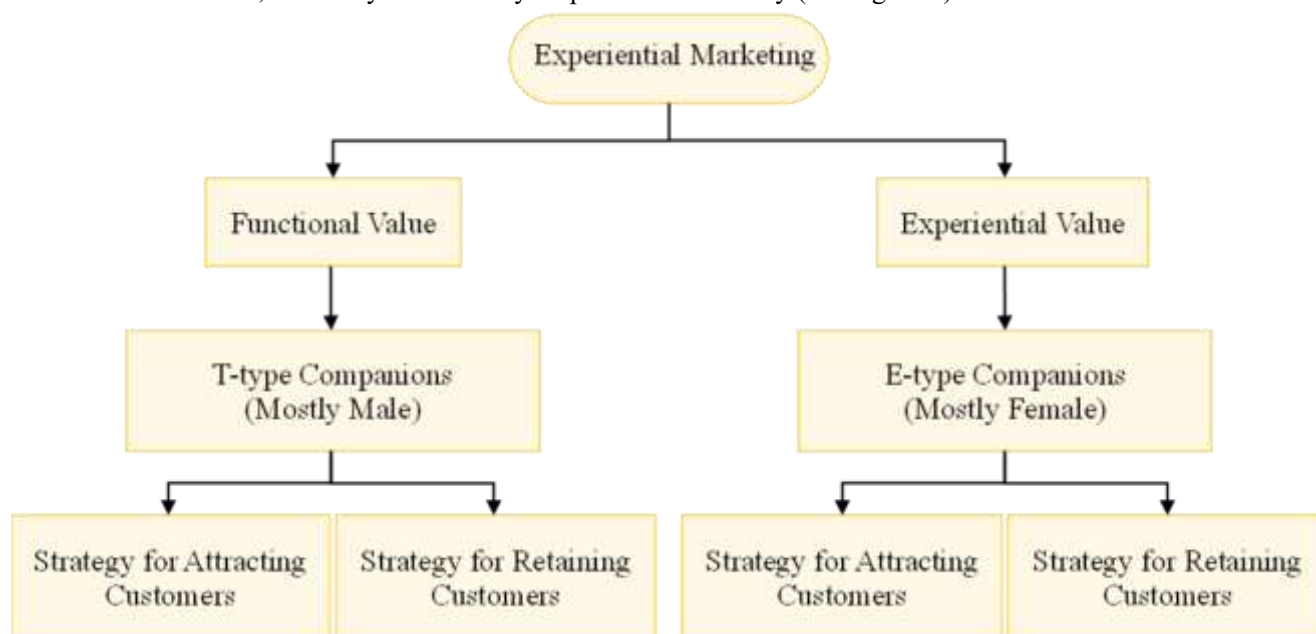 Experiential Marketing
Functional Value
Experiential Value
T-type Companions
(Mostly Male)
E-type Companions
(Mostly Female)
Strategy for Attracting
Customers
Strategy for Retaining
Customers
Strategy for Attracting
Customers
Strategy for Retaining
Customers